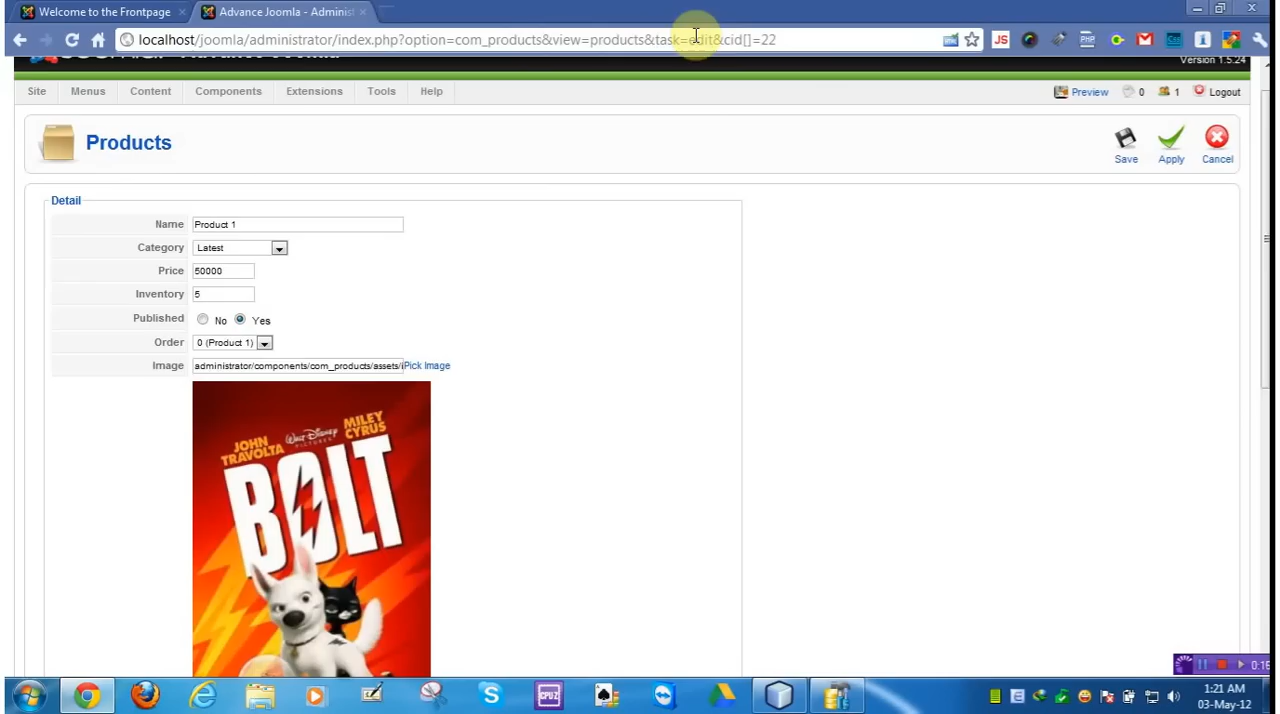 Welcome to the Frontpage
Advance Joomla - Administ
localhost/joomla/administrator/index.php?option=com_products&view=products&task=edit&cid[]=22
JS
PHP
Css
Version 1.5.24
Site Menus Content Components Extensions Tools Help
Preview 0 1 Logout
Products
Save Apply Cancel
Detail
Name Product 1
Category Latest
Price 50000
Inventory 5
Published No Yes
Order 0 (Product 1)
Image administrator/components/com_products/assets/i Pick Image
JOHN TRAVOLTA
WALT DISNEY PICTURES
MILEY CYRUS
BOLT
CPUZ
1:21 AM
03-May-12